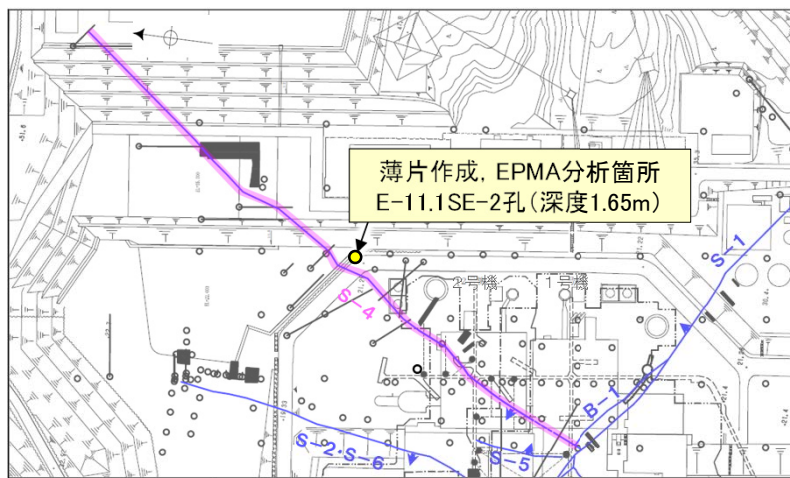 薄片作成, EPMA分析箇所
E-11.1SE-2孔(深度1.65m)
S-1
S-4
2号機
1号機
B-1
S-2・S-6
S-5